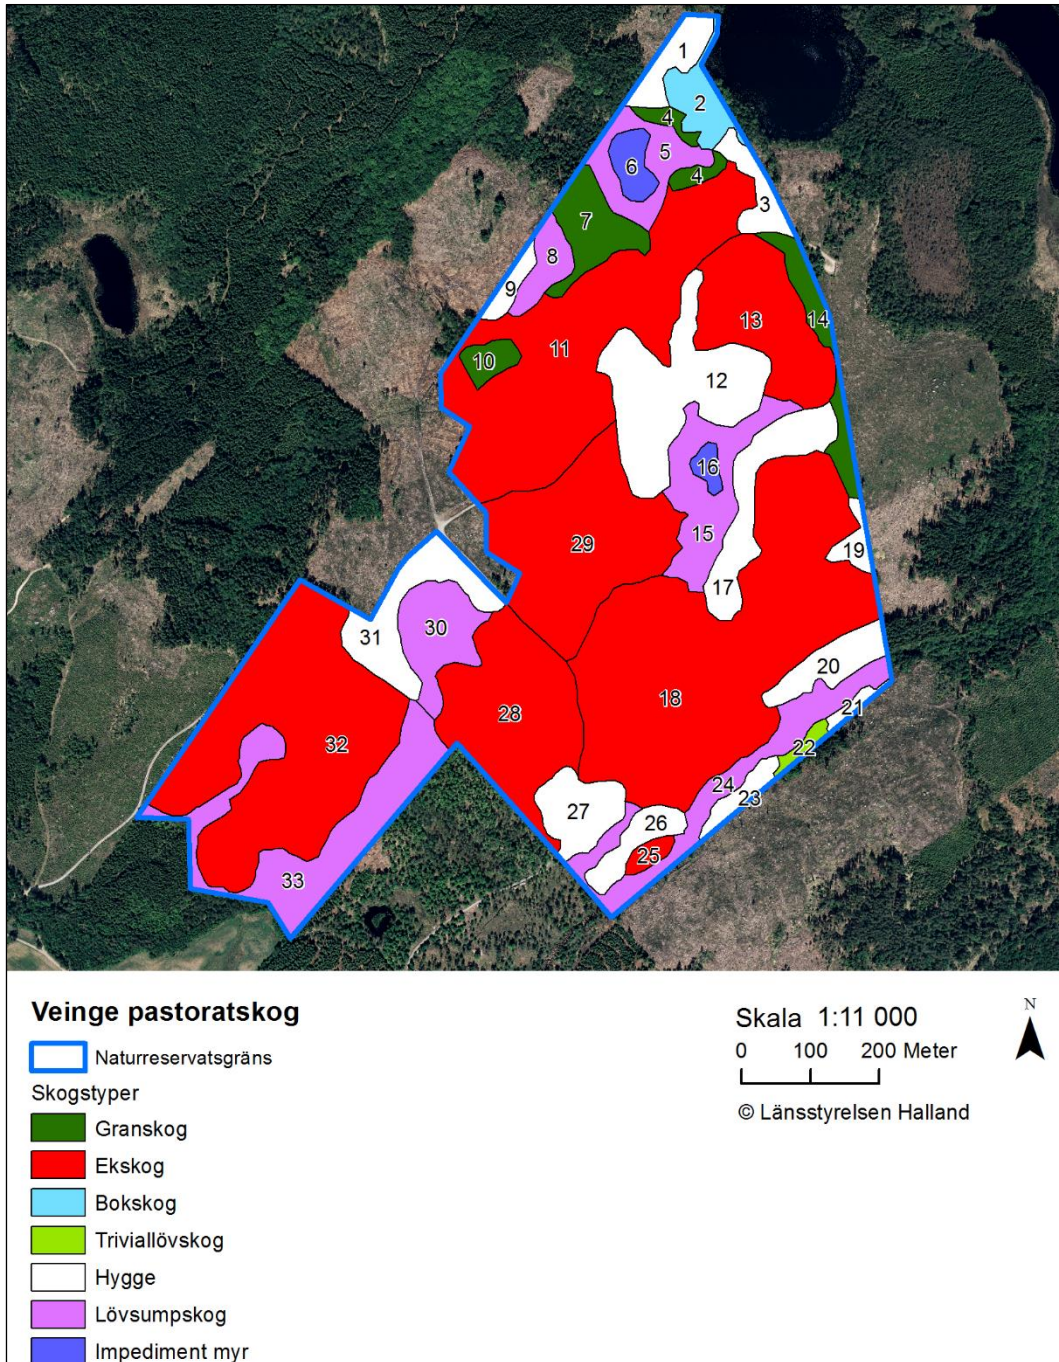 1
2
4
5
6
4
3
7
8
9
14
13
11
10
12
16
15
29
19
17
30
31
20
18
28
21
32
22
24
23
27
26
25
33
Veinge pastoratskog
Naturreservatsgräns
Skogstyper
Granskog
Ekskog
Bokskog
Triviallövskog
Hygge
Lövsumpskog
Impediment myr
Skala 1:11 000
0 100 200 Meter
© Länsstyrelsen Halland
N